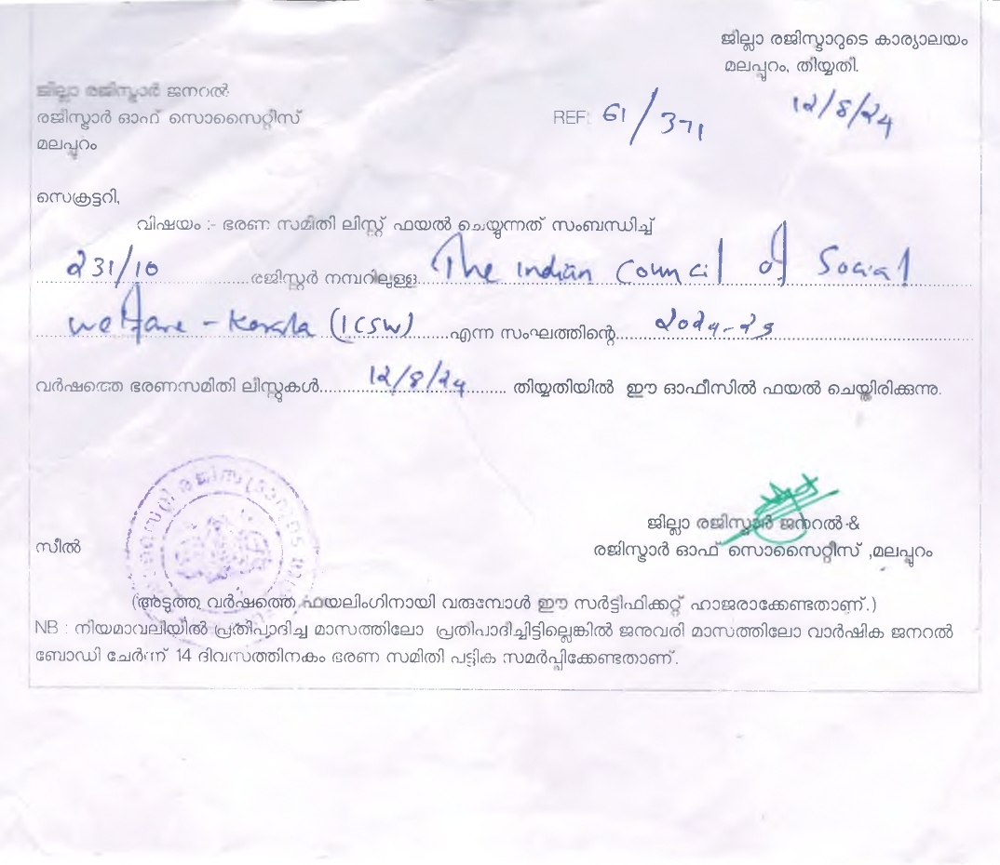 ജില്ലാ രജിസ്ട്രാറുടെ കാര്യാലയം
മലപ്പുറം, തിയ്യതി.
12/8/24
ജില്ലാ രജിസ്ട്രാർ ജനറൽ
രജിസ്ട്രാർ ഓഫ് സൊസൈറ്റീസ്
മലപ്പുറം
REF: 61/371
സെക്രട്ടറി,
വിഷയം :- ഭരണ സമിതി ലിസ്റ്റ് ഫയൽ ചെയ്യുന്നത് സംബന്ധിച്ച്
231/10 രജിസ്റ്റർ നമ്പറിലുള്ള The Indian Council of Social
Welfare - Kerala (ICSW) എന്ന സംഘത്തിന്റെ 2024-25
വർഷത്തെ ഭരണസമിതി ലിസ്റ്റുകൾ 12/8/24 തിയ്യതിയിൽ ഈ ഓഫീസിൽ ഫയൽ ചെയ്തിരിക്കുന്നു.
ജില്ലാ രജിസ്ട്രാർ ജനറൽ &
സീൽ
രജിസ്ട്രാർ ഓഫ് സൊസൈറ്റീസ് ,മലപ്പുറം
(അടുത്ത വർഷത്തെ ഫയലിംഗിനായി വരുമ്പോൾ ഈ സർട്ടിഫിക്കറ്റ് ഹാജരാക്കേണ്ടതാണ്.)
NB : നിയമാവലിയിൽ പ്രതിപാദിച്ച മാസത്തിലോ പ്രതിപാദിച്ചിട്ടില്ലെങ്കിൽ ജനുവരി മാസത്തിലോ വാർഷിക ജനറൽ
ബോഡി ചേർന്ന് 14 ദിവസത്തിനകം ഭരണ സമിതി പട്ടിക സമർപ്പിക്കേണ്ടതാണ്.